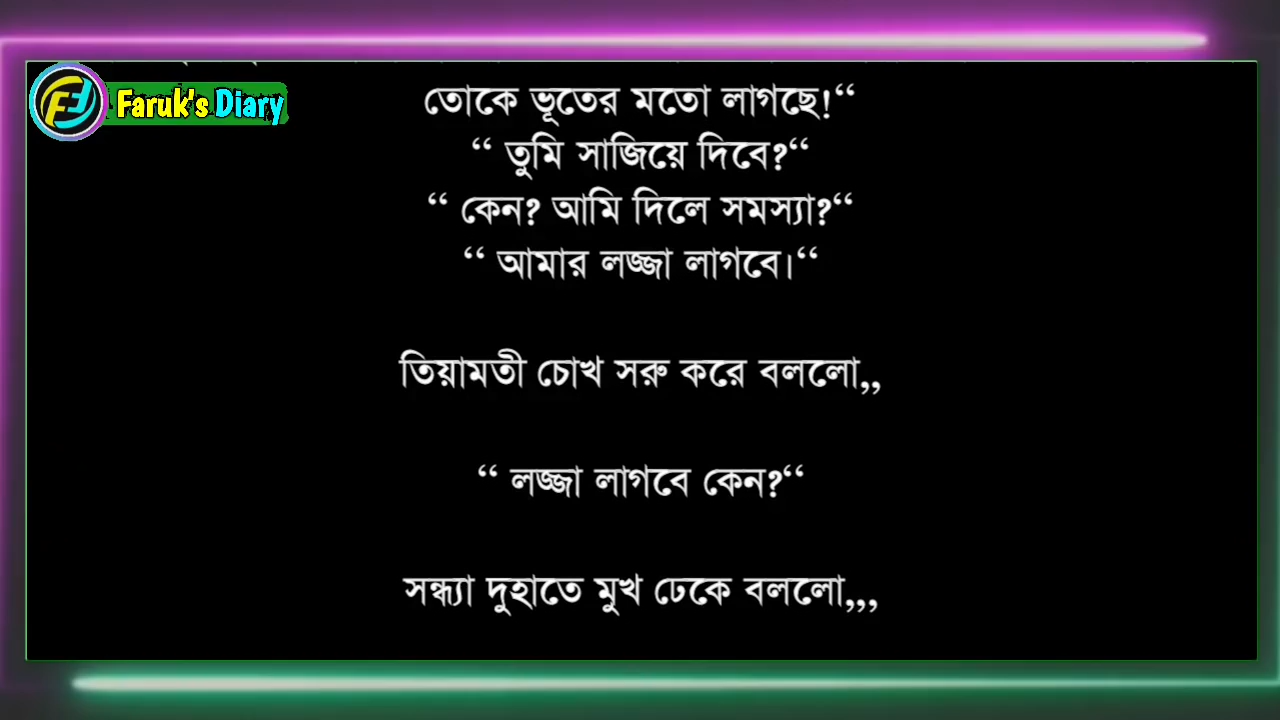 Faruk's Diary
তোকে ভূতের মতো লাগছে!“
“ তুমি সাজিয়ে দিবে?“
“ কেন? আমি দিলে সমস্যা?“
“ আমার লজ্জা লাগবে।“
তিয়ামতী চোখ সরু করে বললো,,
“ লজ্জা লাগবে কেন?“
সন্ধ্যা দুহাতে মুখ ঢেকে বললো,,,